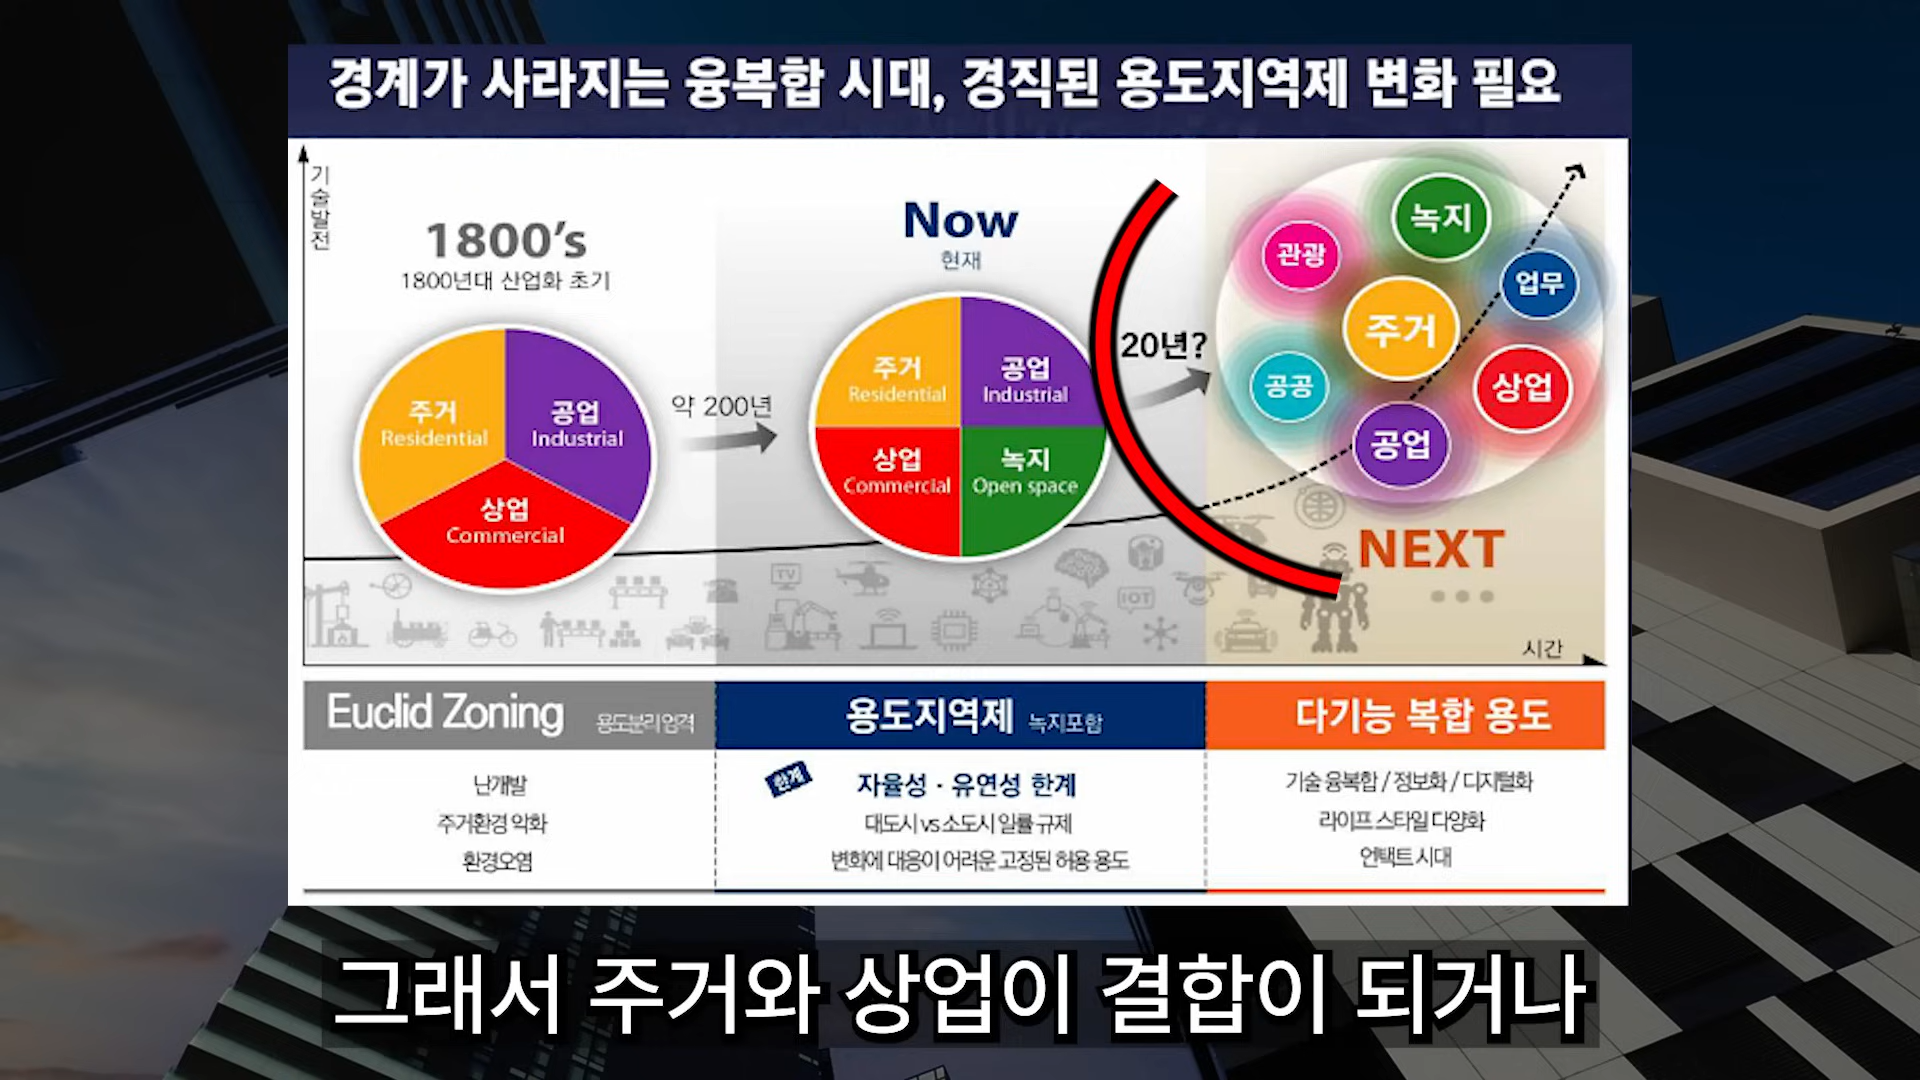 경계가 사라지는 융복합 시대, 경직된 용도지역제 변화 필요
기술발전
1800's
1800년대 산업화 초기
주거
Residential
공업
Industrial
상업
Commercial
약 200년
Now
현재
주거
Residential
공업
Industrial
상업
Commercial
녹지
Open space
20년?
녹지
관광
업무
주거
공공
상업
공업
NEXT
TV
IOT
시간
Euclid Zoning 용도분리 엄격
용도지역제 녹지포함
다기능 복합 용도
난개발
주거환경 악화
환경오염
한계
자율성 · 유연성 한계
대도시 vs 소도시 일률 규제
변화에 대응이 어려운 고정된 허용 용도
기술 융복합 / 정보화 / 디지털화
라이프 스타일 다양화
언택트 시대
그래서 주거와 상업이 결합이 되거나